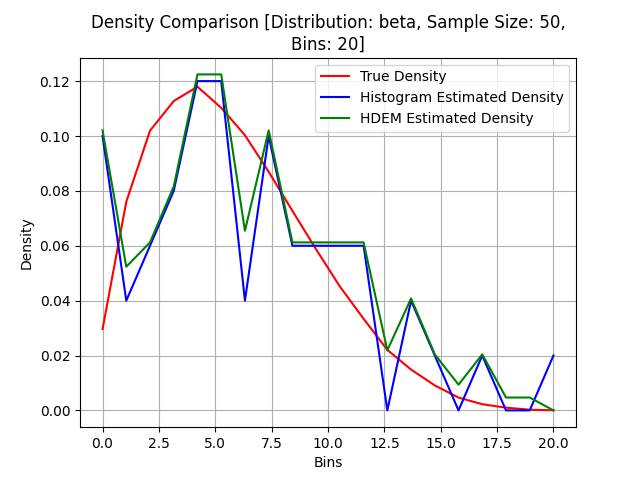 Density Comparison [Distribution: beta, Sample Size: 50,
Bins: 20]
True Density
Histogram Estimated Density
HDEM Estimated Density
Density
0.12
0.10
0.08
0.06
0.04
0.02
0.00
0.0 2.5 5.0 7.5 10.0 12.5 15.0 17.5 20.0
Bins